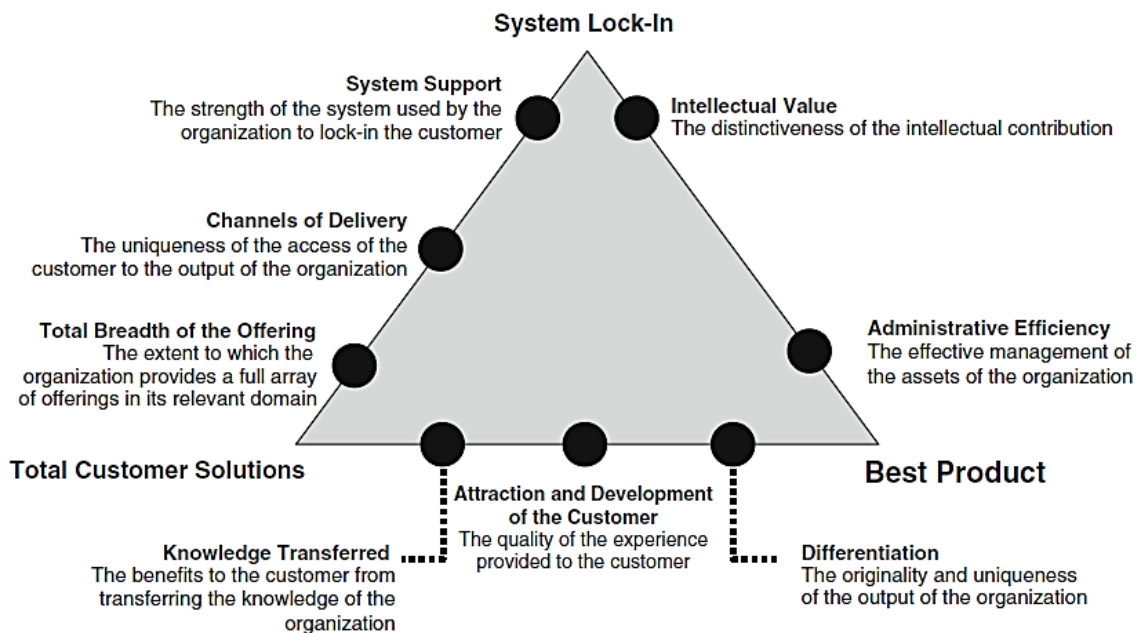 System Lock-In
System Support
The strength of the system used by the
organization to lock-in the customer
Intellectual Value
The distinctiveness of the intellectual contribution
Channels of Delivery
The uniqueness of the access of the
customer to the output of the organization
Total Breadth of the Offering
The extent to which the
organization provides a full array
of offerings in its relevant domain
Administrative Efficiency
The effective management of
the assets of the organization
Total Customer Solutions
Best Product
Attraction and Development
of the Customer
The quality of the experience
provided to the customer
Knowledge Transferred
The benefits to the customer from
transferring the knowledge of the
organization
Differentiation
The originality and uniqueness
of the output of the organization